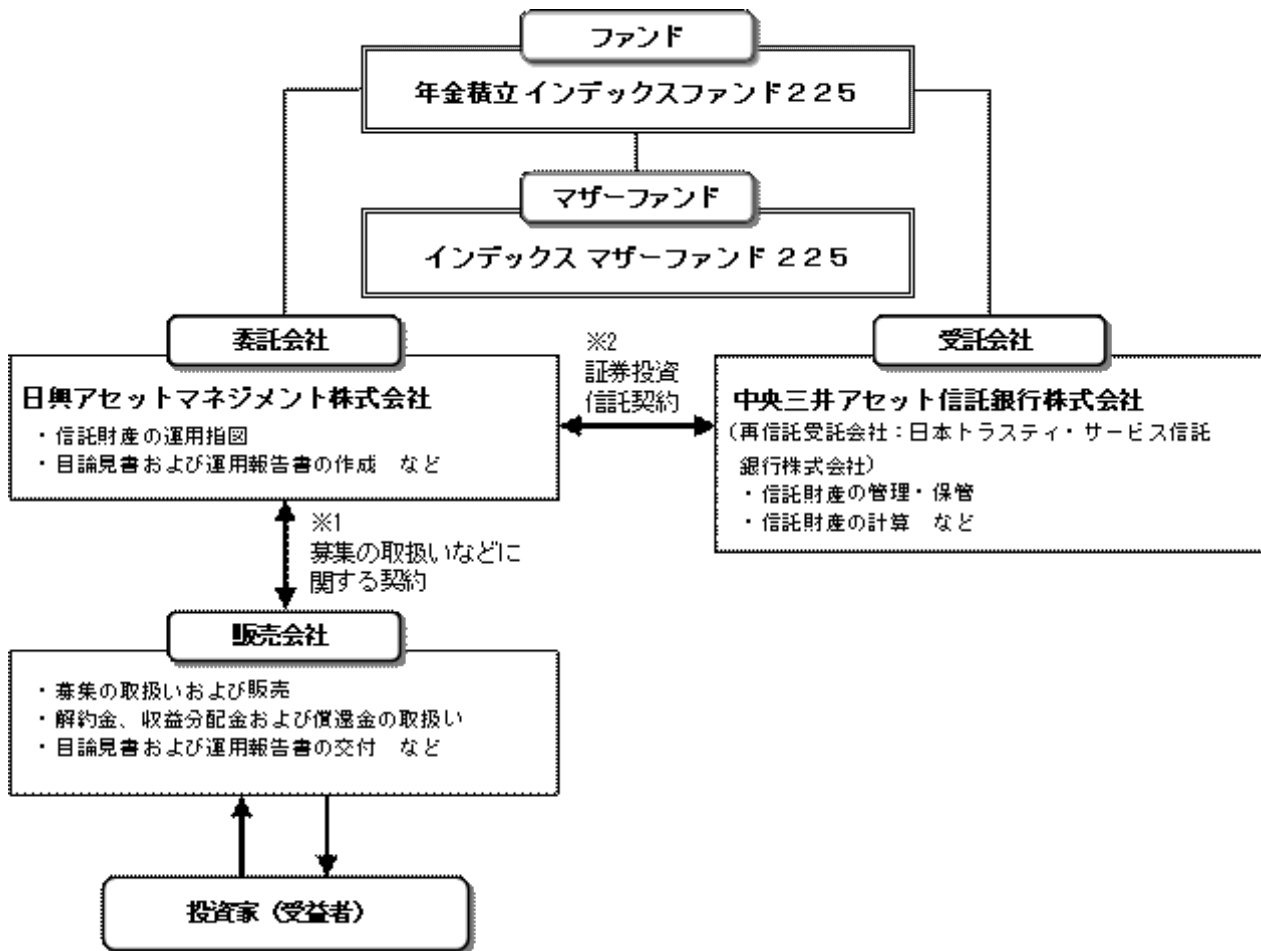 ファンド
年金積立 インデックスファンド２２５
マザーファンド
インデックス マザーファンド ２２５
委託会社
日興アセットマネジメント株式会社
・信託財産の運用指図
・目論見書および運用報告書の作成　など
※2
証券投資
信託契約
受託会社
中央三井アセット信託銀行株式会社
（再信託受託会社：日本トラスティ・サービス信託
銀行株式会社）
・信託財産の管理・保管
・信託財産の計算　など
※1
募集の取扱いなどに
関する契約
販売会社
・募集の取扱いおよび販売
・解約金、収益分配金および償還金の取扱い
・目論見書および運用報告書の交付　など
投資家（受益者）